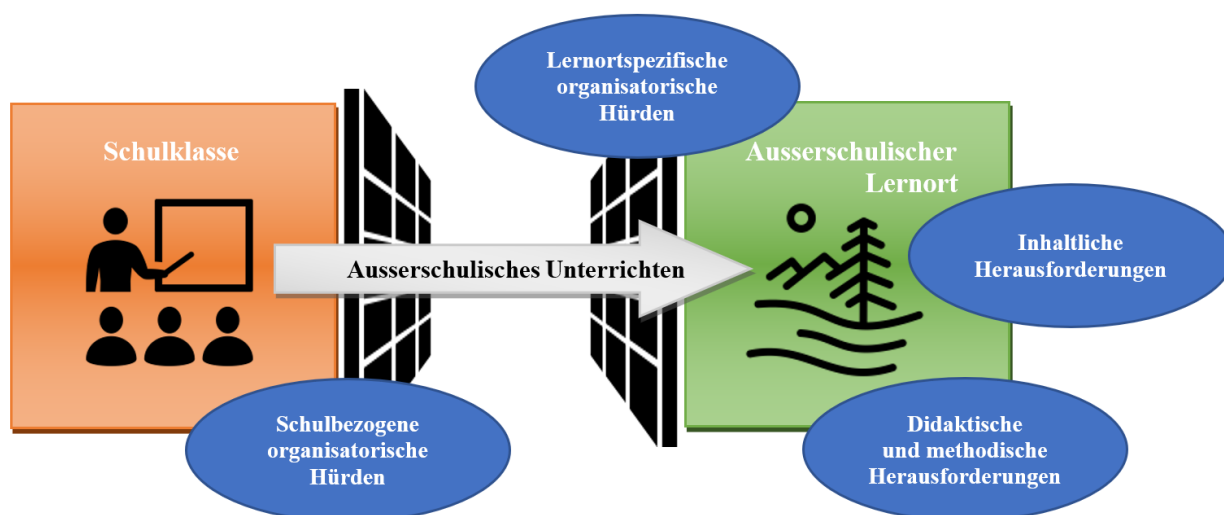 Lernortspezifische
organisatorische
Hürden
Schulklasse
Ausserschulischer
Lernort
Inhaltliche
Herausforderungen
Ausserschulisches Unterrichten
Schulbezogene
organisatorische
Hürden
Didaktische
und methodische
Herausforderungen